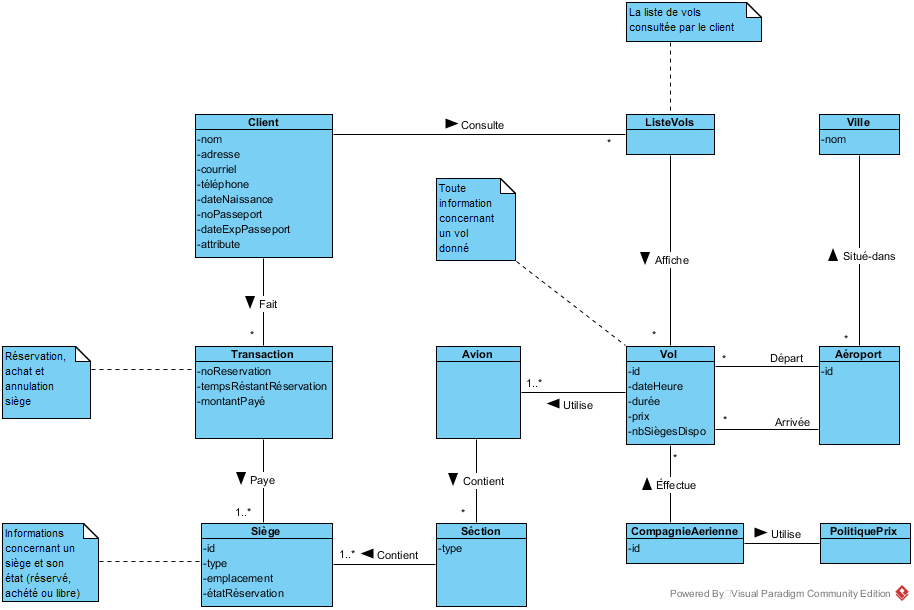 La liste de vols
consultée par le client
Client
-nom
-adresse
-courriel
-téléphone
-dateNaissance
-noPasseport
-dateExpPasseport
-attribute
Consulte
*
ListeVols
Ville
-nom
Toute
information
concernant
un vol
donné
Affiche
*
Situé-dans
*
Fait
*
Réservation,
achat et
annulation
siège
Transaction
-noReservation
-tempsRéstantRéservation
-montantPayé
Avion
1..*
Utilise
Vol
-id
-dateHeure
-durée
-prix
-nbSiègesDispo
*
Départ
*
Arrivée
Aéroport
-id
Paye
1..*
Contient
*
*
Éffectue
Informations
concernant un
siège et son
état (réservé,
achété ou libre)
Siège
-id
-type
-emplacement
-étatRéservation
1..*
Contient
Séction
-type
CompagnieAerienne
-id
Utilise
PolitiquePrix
Powered By Visual Paradigm Community Edition